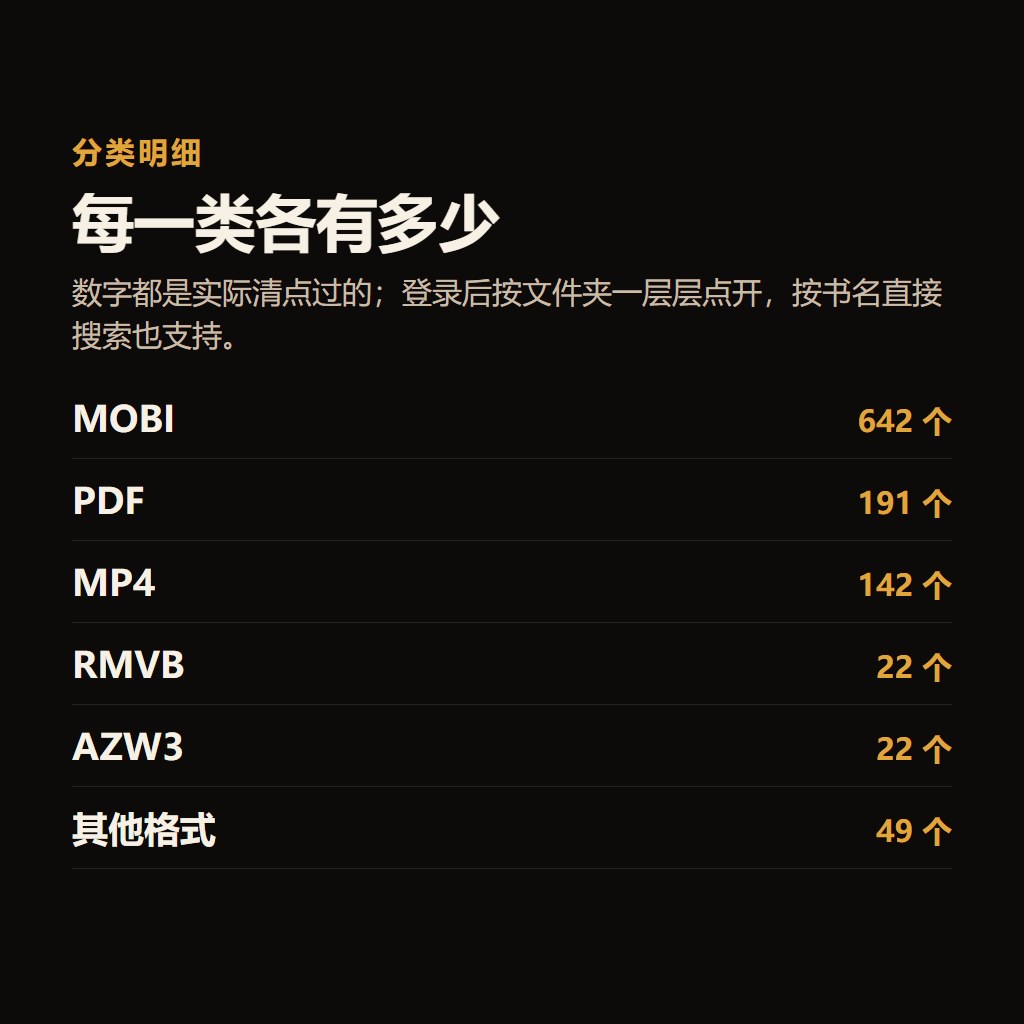 分类明细
每一类各有多少
数字都是实际清点过的；登录后按文件夹一层层点开，按书名直接
搜索也支持。
MOBI 642 个
PDF 191 个
MP4 142 个
RMVB 22 个
AZW3 22 个
其他格式 49 个